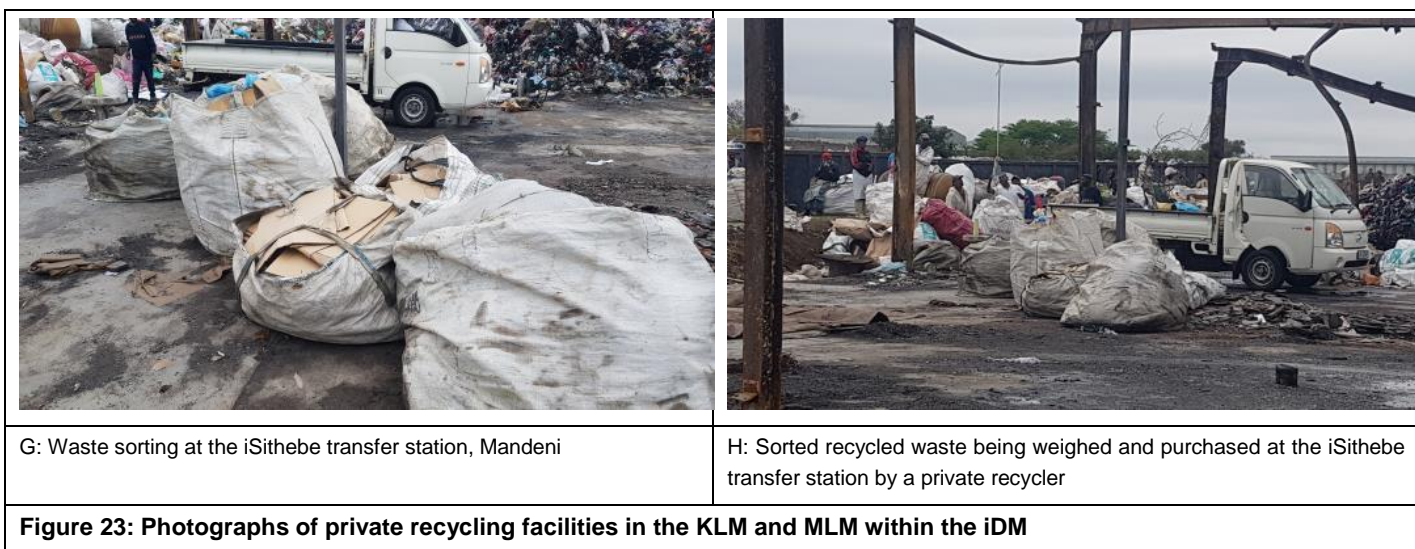 G: Waste sorting at the iSithebe transfer station, Mandeni
H: Sorted recycled waste being weighed and purchased at the iSithebe
transfer station by a private recycler
Figure 23: Photographs of private recycling facilities in the KLM and MLM within the iDM